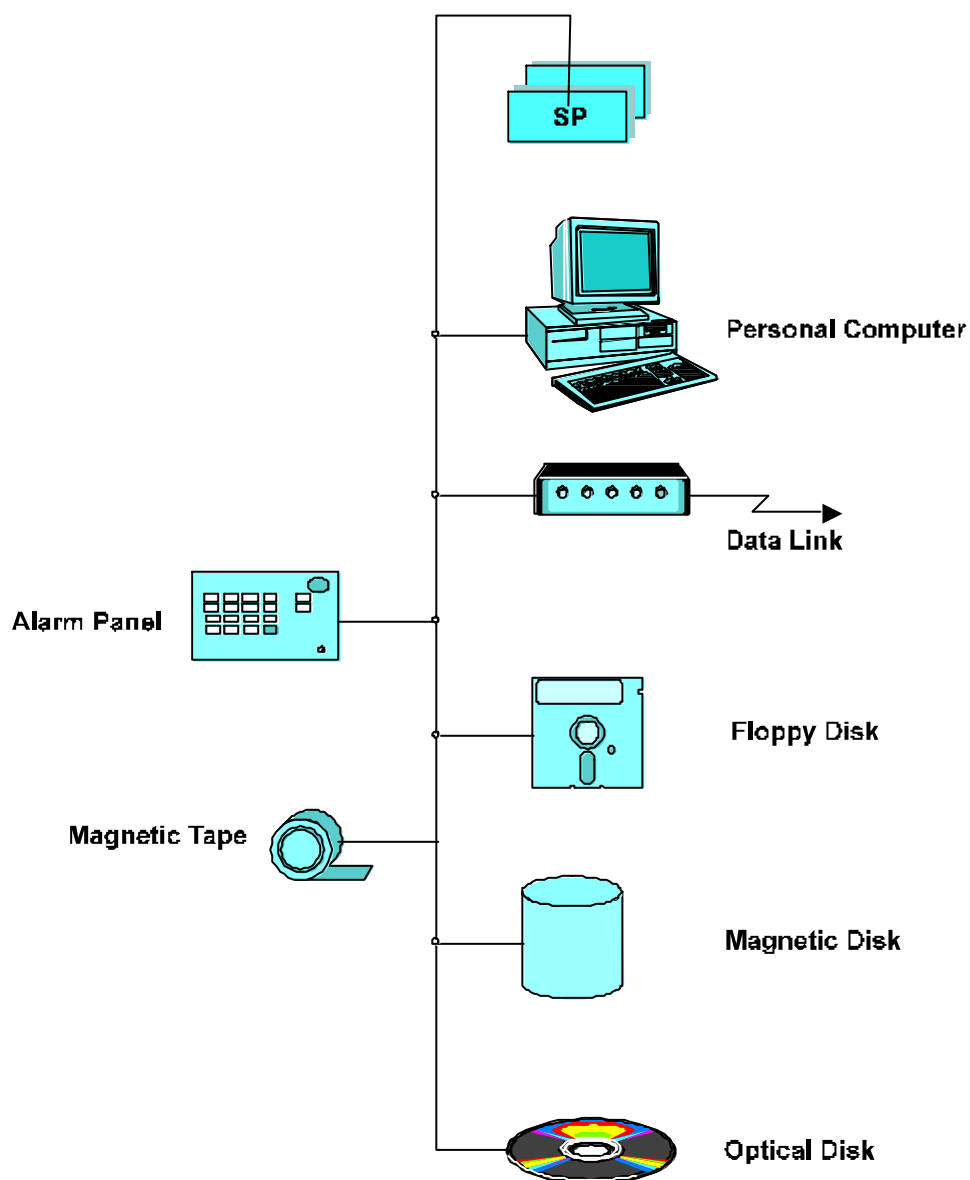 SP
Personal Computer
Data Link
Alarm Panel
Floppy Disk
Magnetic Tape
Magnetic Disk
Optical Disk